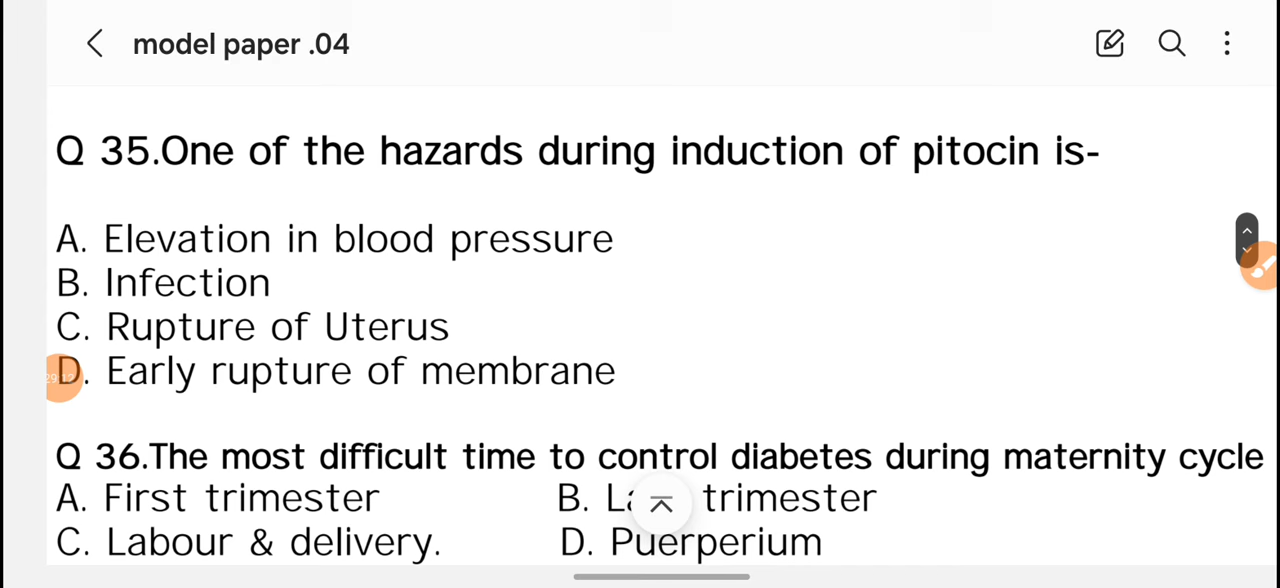 model paper .04
Q 35.One of the hazards during induction of pitocin is-
A. Elevation in blood pressure
B. Infection
C. Rupture of Uterus
D. Early rupture of membrane
Q 36.The most difficult time to control diabetes during maternity cycle
A. First trimester B. trimester
C. Labour & delivery. D. Puerperium